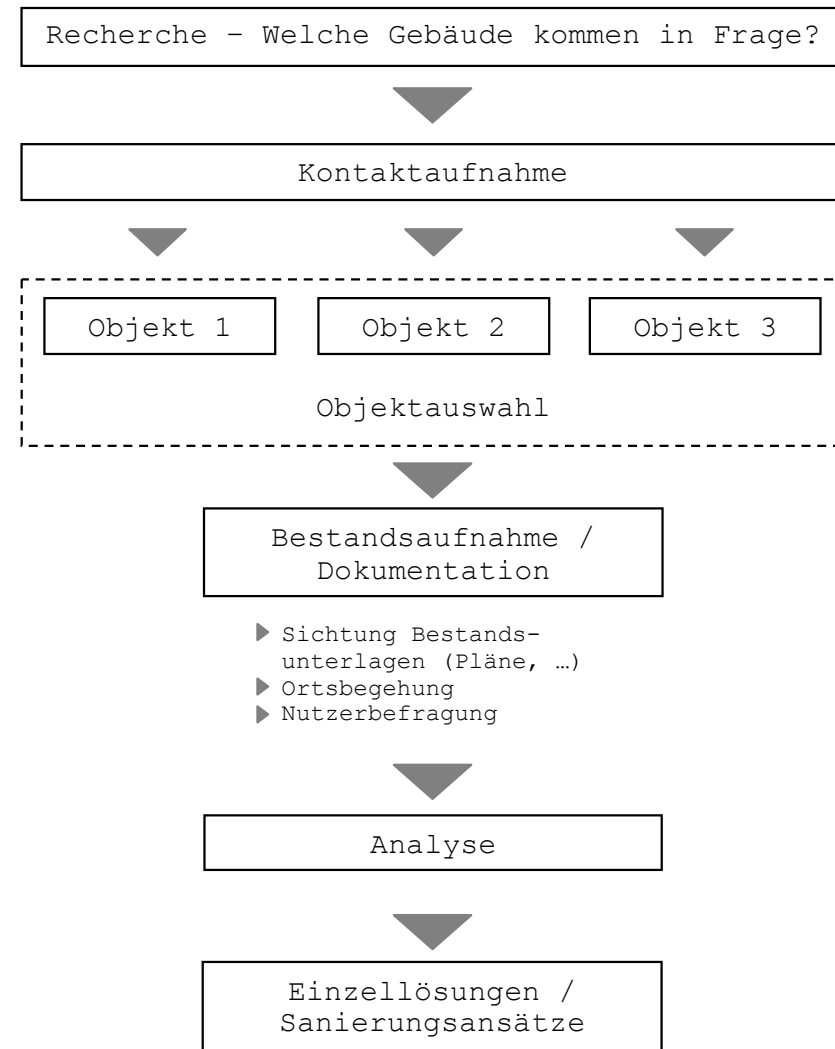 Recherche – Welche Gebäude kommen in Frage?
Kontaktaufnahme
Objekt 1
Objekt 2
Objekt 3
Objektauswahl
Bestandsaufnahme /
Dokumentation
Sichtung Bestands-
unterlagen (Pläne, …)
Ortsbegehung
Nutzerbefragung
Analyse
Einzellösungen /
Sanierungsansätze